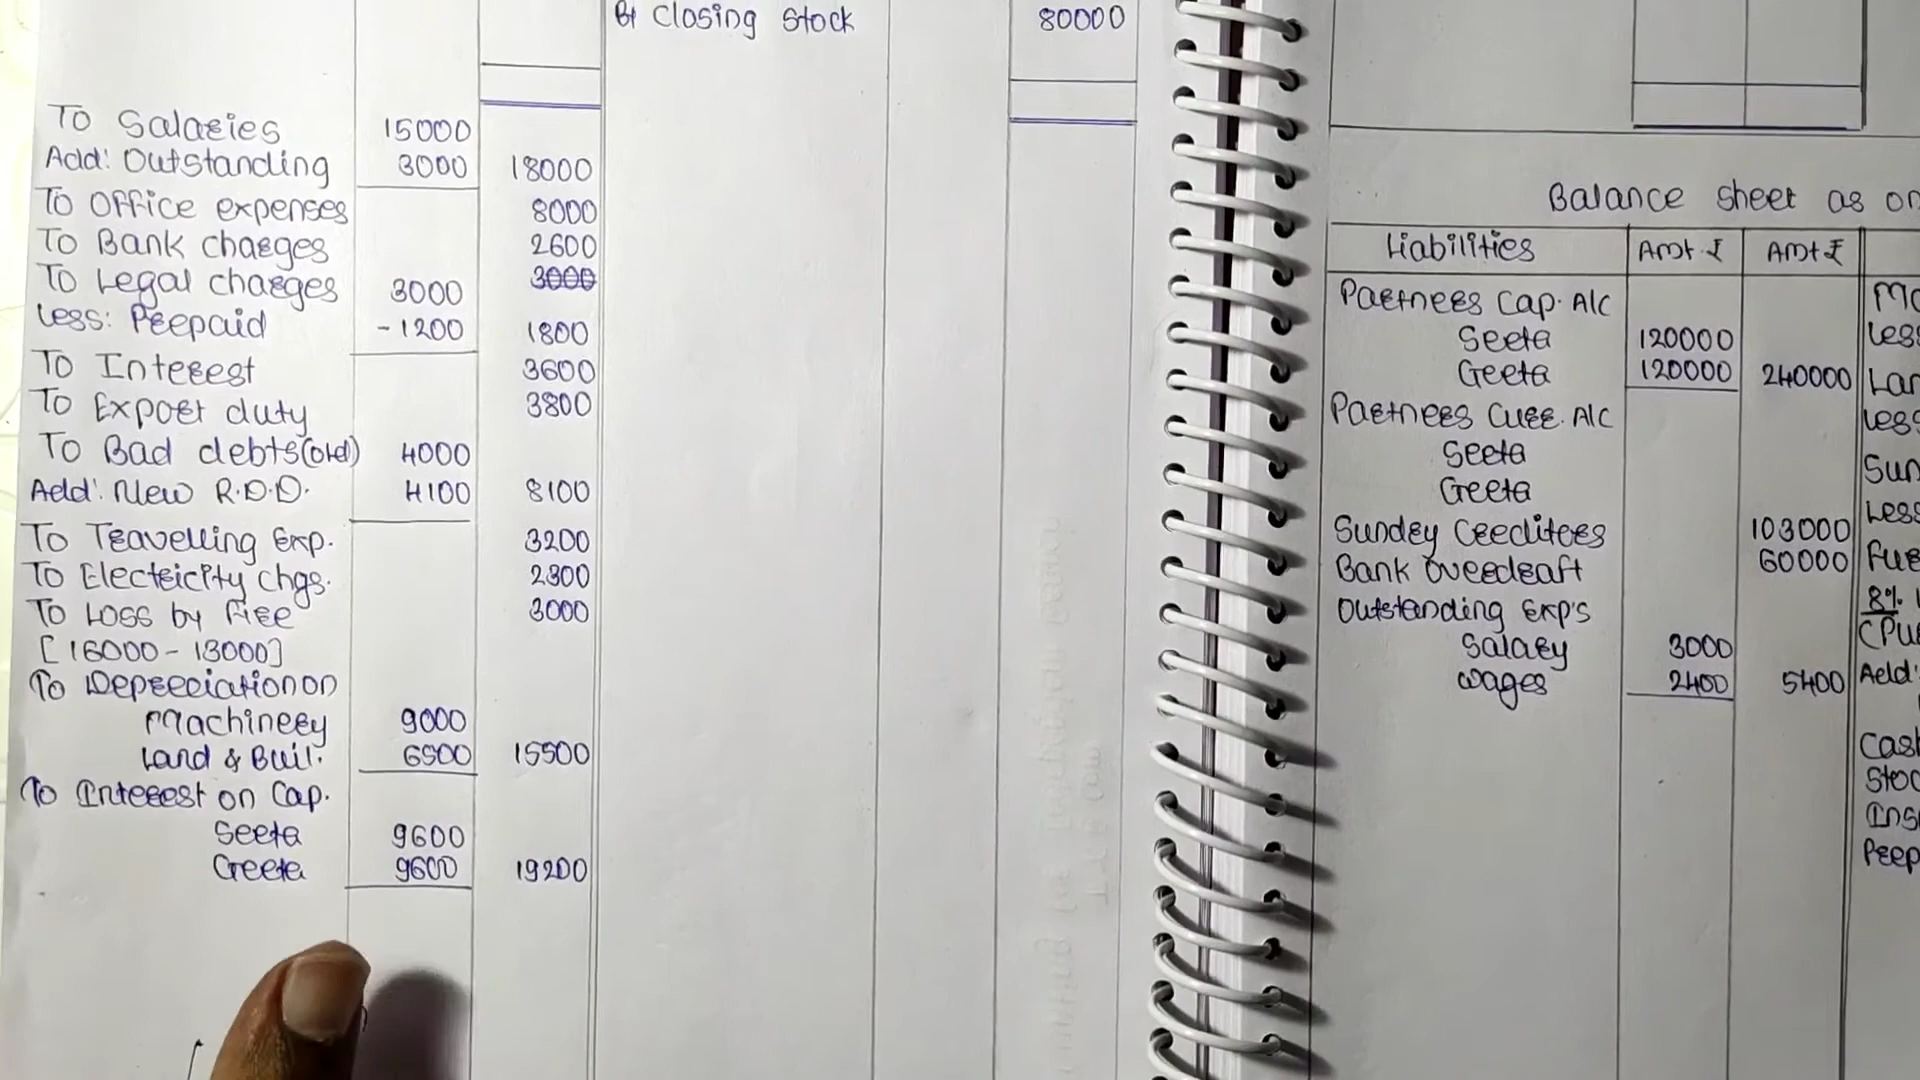 By Closing Stock 80000
To Salaries 15000
Add: Outstanding 3000 18000
To Office expenses 8000
To Bank charges 2600
To Legal charges 3000 3000
Less: Prepaid -1200 1800
To Interest 3600
To Export duty 3800
To Bad debts(old) 4000
Add: New R.D.D. 4100 8100
To Travelling Exp. 3200
To Electricity chgs. 2300
To Loss by Fire 3000
[16000 - 13000]
To Depreciation on
Machinery 9000
Land & Buil. 6500 15500
To Interest on Cap.
Seeta 9600
Geeta 9600 19200
Balance sheet as on
Liabilities Amt ₹ Amt ₹
Partners Cap. A/c
Seeta 120000
Geeta 120000 240000
Partners Curr. A/c
Seeta
Geeta
Sundry Creditors 103000
Bank overdraft 60000
Outstanding Exp's
Salary 3000
Wages 2400 5400
Less
Less
Less
8%
Add: